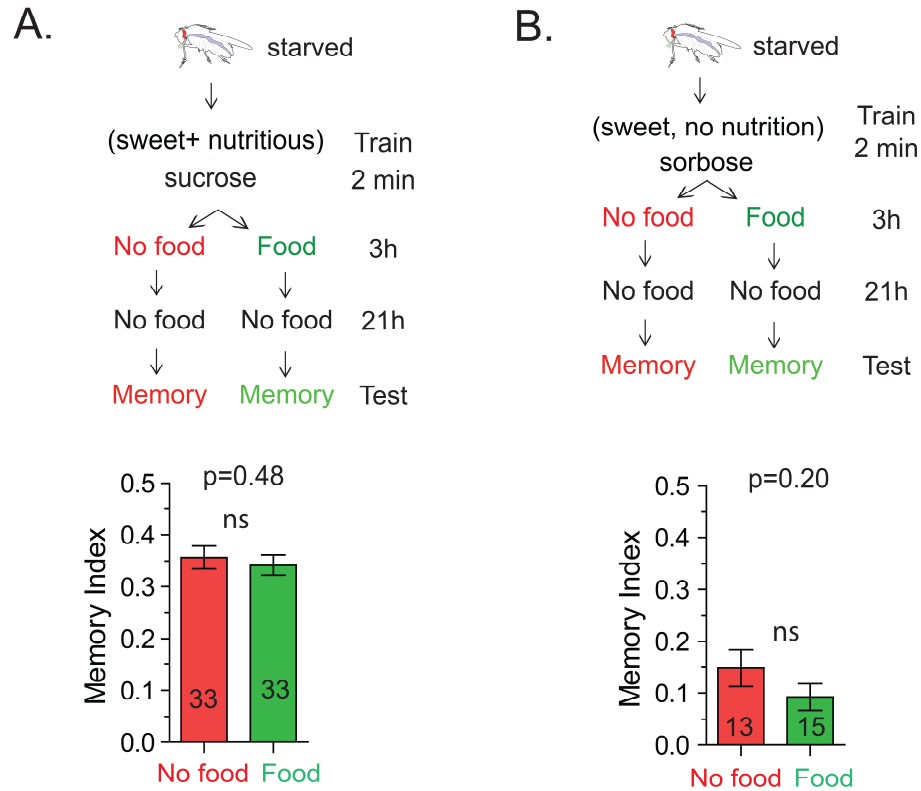 A.
starved
(sweet+ nutritious)
Train
sucrose
2 min
No food
Food
3h
No food
No food
21h
Memory
Memory
Test
p=0.48
ns
0.5
0.4
0.3
0.2
0.1
0.0
Memory Index
33
33
No food
Food
B.
starved
(sweet, no nutrition)
Train
sorbose
2 min
No food
Food
3h
No food
No food
21h
Memory
Memory
Test
p=0.20
ns
0.5
0.4
0.3
0.2
0.1
0.0
Memory Index
13
15
No food
Food